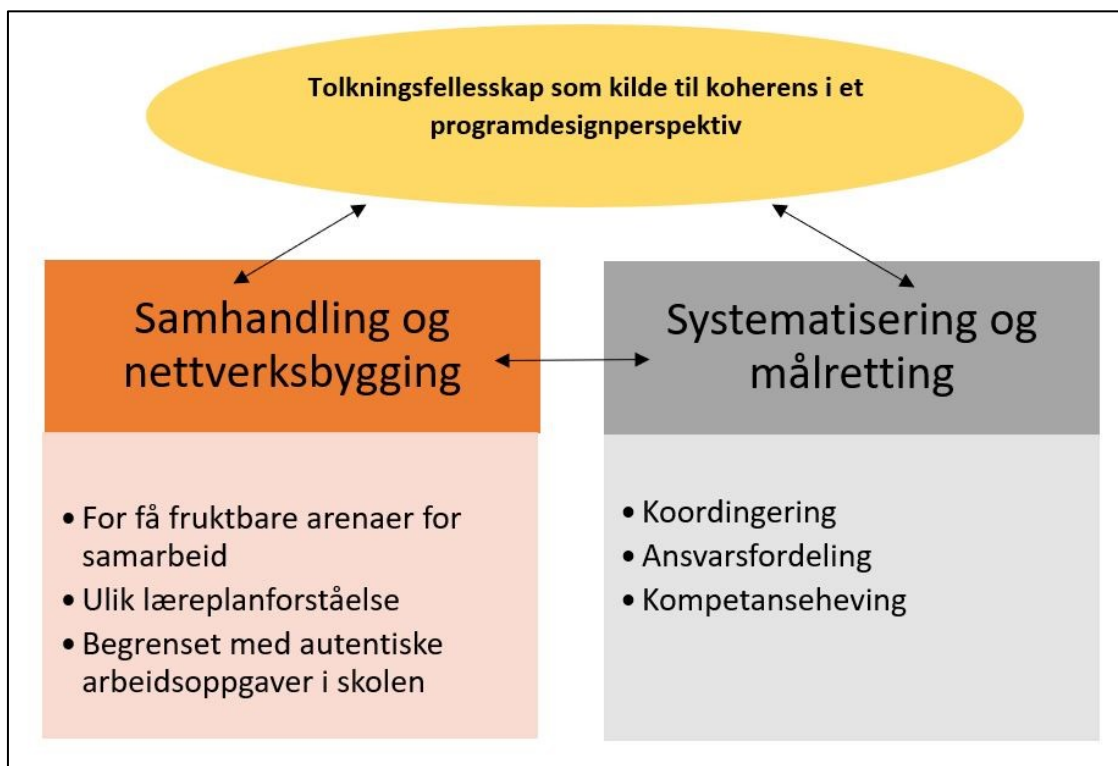 Tolkningsfellesskap som kilde til koherens i et
programdesignperspektiv
Samhandling og
nettverksbygging
• For få fruktbare arenaer for
samarbeid
• Ulik læreplanforståelse
• Begrenset med autentiske
arbeidsoppgaver i skolen
Systematisering og
målretting
• Koordingering
• Ansvarsfordeling
• Kompetanseheving